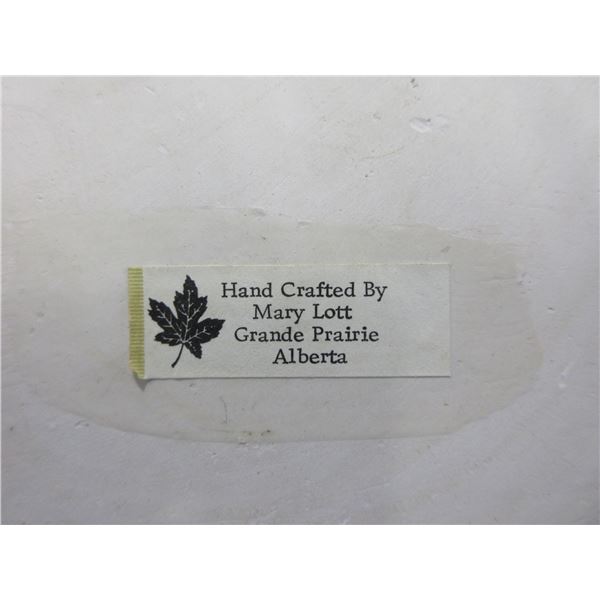 Hand Crafted By
Mary Lott
Grande Prairie
Alberta